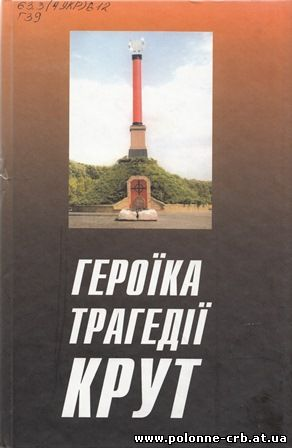 63.3(4УКР)6-12
Г39
ГЕРОЇКА
ТРАГЕДІЇ
КРУТ
www.polonne-crb.at.ua